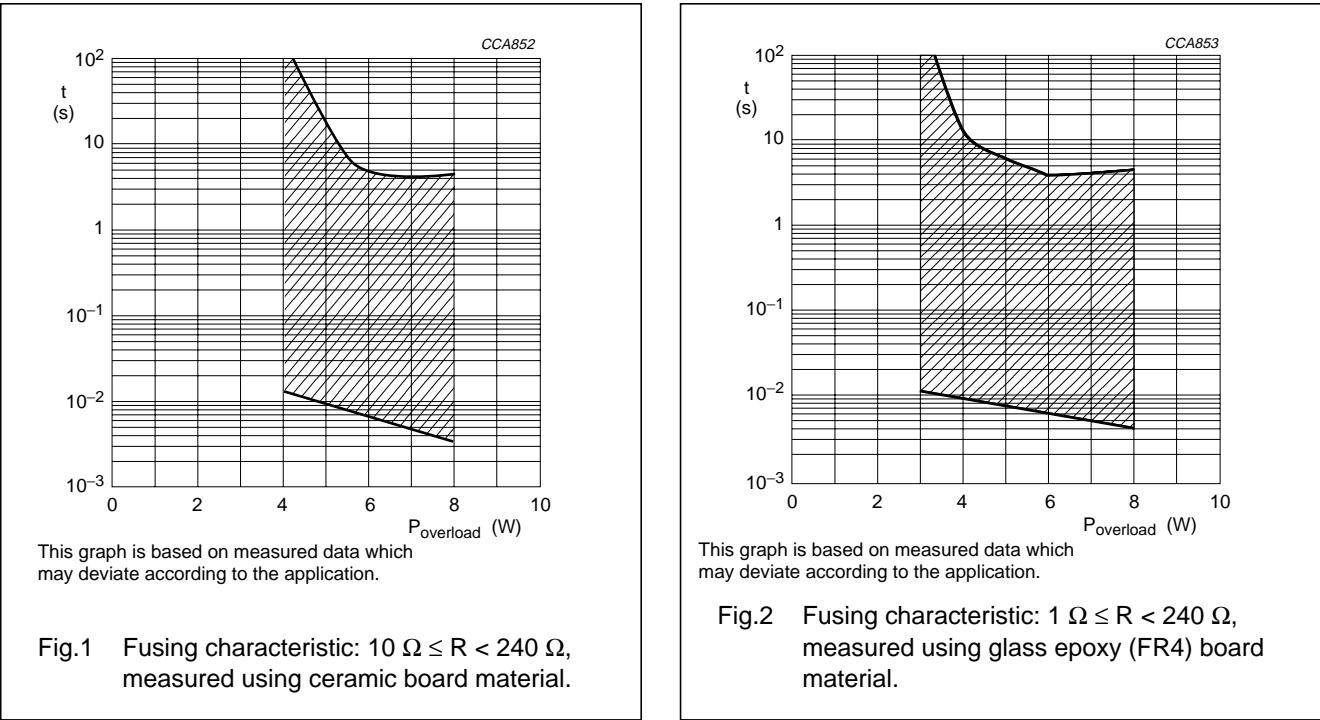 CCA852
10²
t
(s)
10
1
10⁻¹
10⁻²
10⁻³
0 2 4 6 8 10
P_overload (W)
This graph is based on measured data which
may deviate according to the application.
Fig.1 Fusing characteristic: 10 Ω ≤ R < 240 Ω,
measured using ceramic board material.
CCA853
10²
t
(s)
10
1
10⁻¹
10⁻²
10⁻³
0 2 4 6 8 10
P_overload (W)
This graph is based on measured data which
may deviate according to the application.
Fig.2 Fusing characteristic: 1 Ω ≤ R < 240 Ω,
measured using glass epoxy (FR4) board
material.